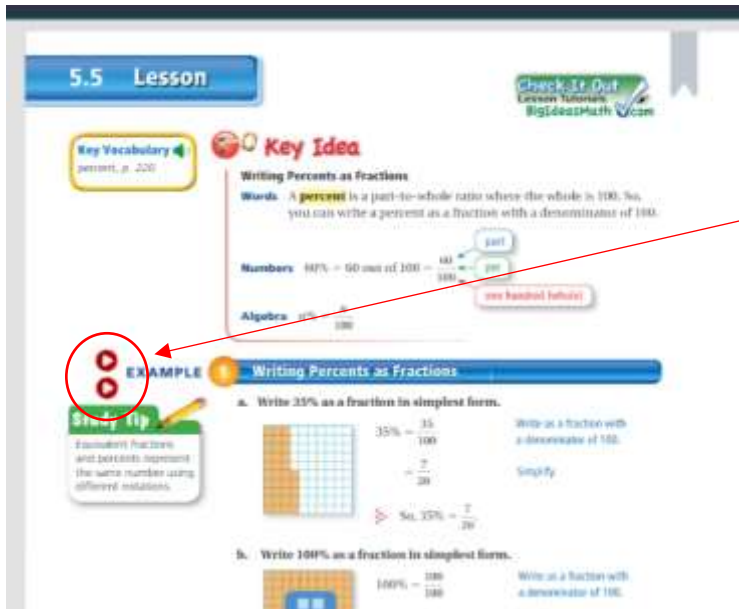 5.5 Lesson
Check It Out
Lesson Tutorials
BigIdeasMath.com
Key Vocabulary
percent, p. 220
Key Idea
Writing Percents as Fractions
Words A percent is a part-to-whole ratio where the whole is 100. So,
you can write a percent as a fraction with a denominator of 100.
part
Numbers 60% = 60 out of 100 = 60/100
per
one hundred (whole)
Algebra n% = n/100
EXAMPLE 1 Writing Percents as Fractions
a. Write 35% as a fraction in simplest form.
Study Tip
Equivalent fractions
and percents represent
the same number using
different notations.
35% = 35/100
Write as a fraction with
a denominator of 100.
= 7/20
Simplify.
So, 35% = 7/20
b. Write 100% as a fraction in simplest form.
100% = 100/100
Write as a fraction with
a denominator of 100.